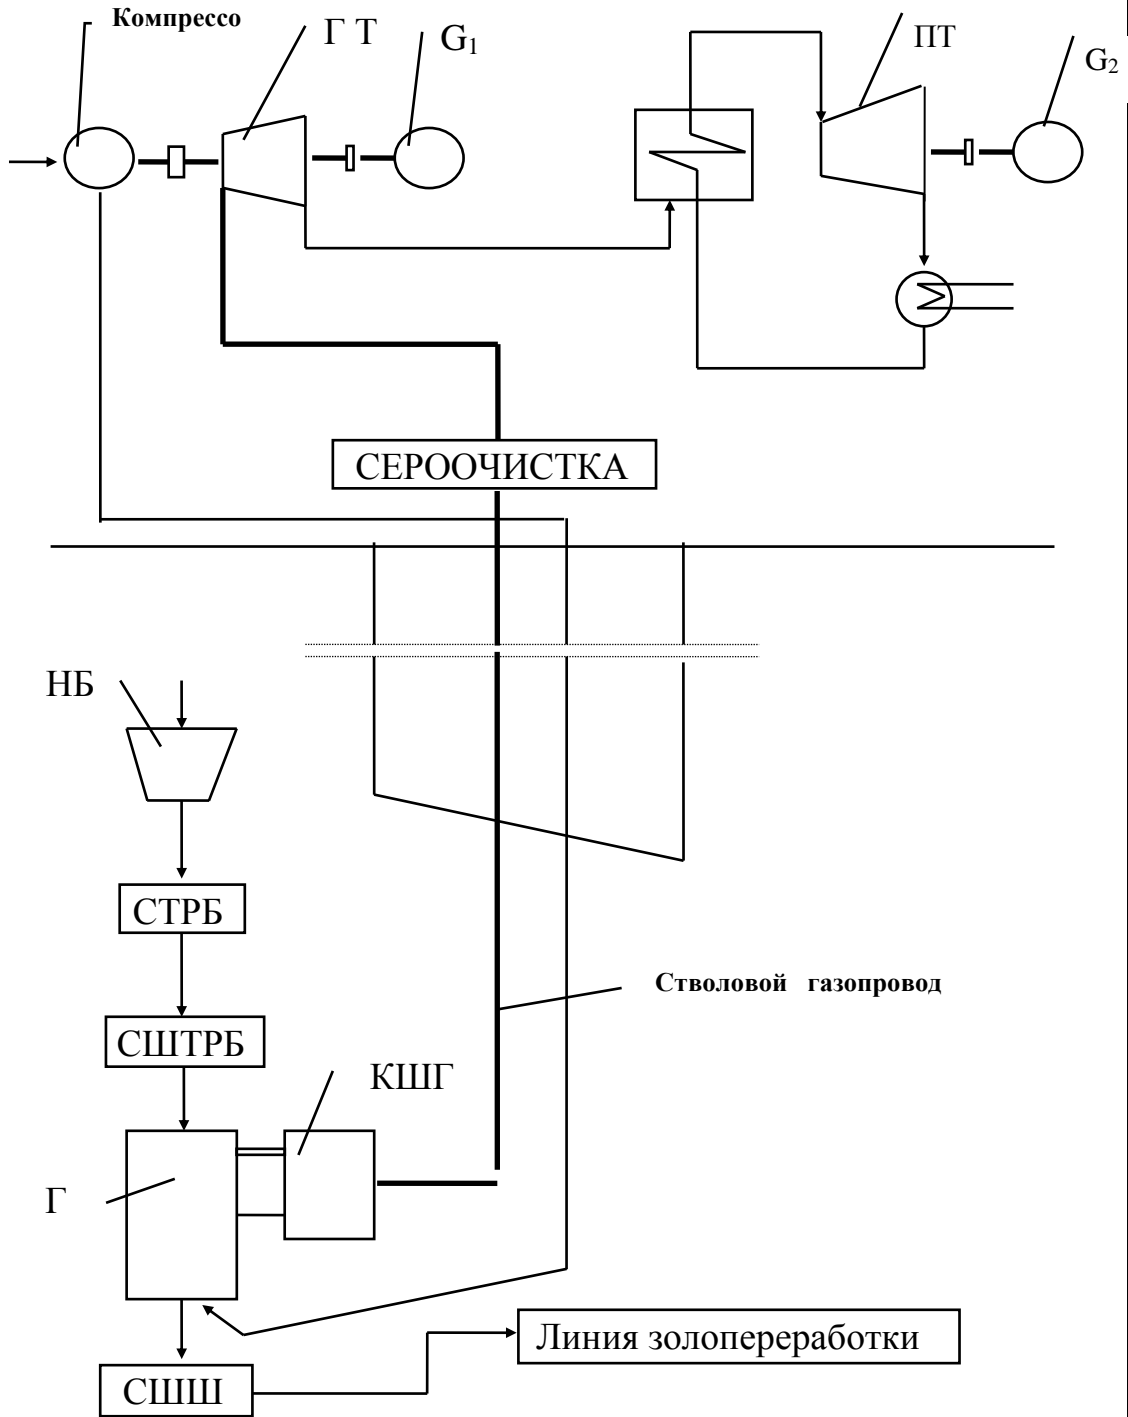 Компрессо
Г Т
G₁
ПТ
G₂
СЕРООЧИСТКА
НБ
СТРБ
Стволовой газопровод
СШТРБ
КШГ
Г
Линия золопереработки
СШШ